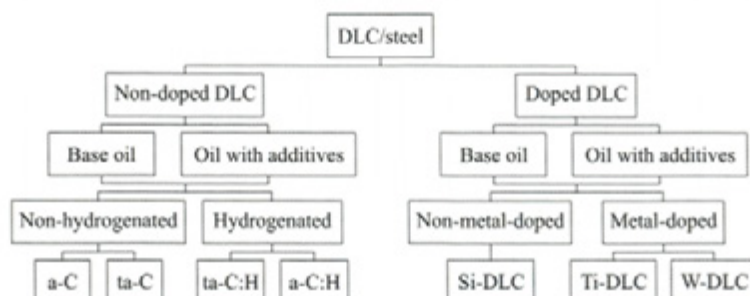 DLC/steel
Non-doped DLC Doped DLC
Base oil Oil with additives Base oil Oil with additives
Non-hydrogenated Hydrogenated Non-metal-doped Metal-doped
a-C ta-C ta-C:H a-C:H Si-DLC Ti-DLC W-DLC